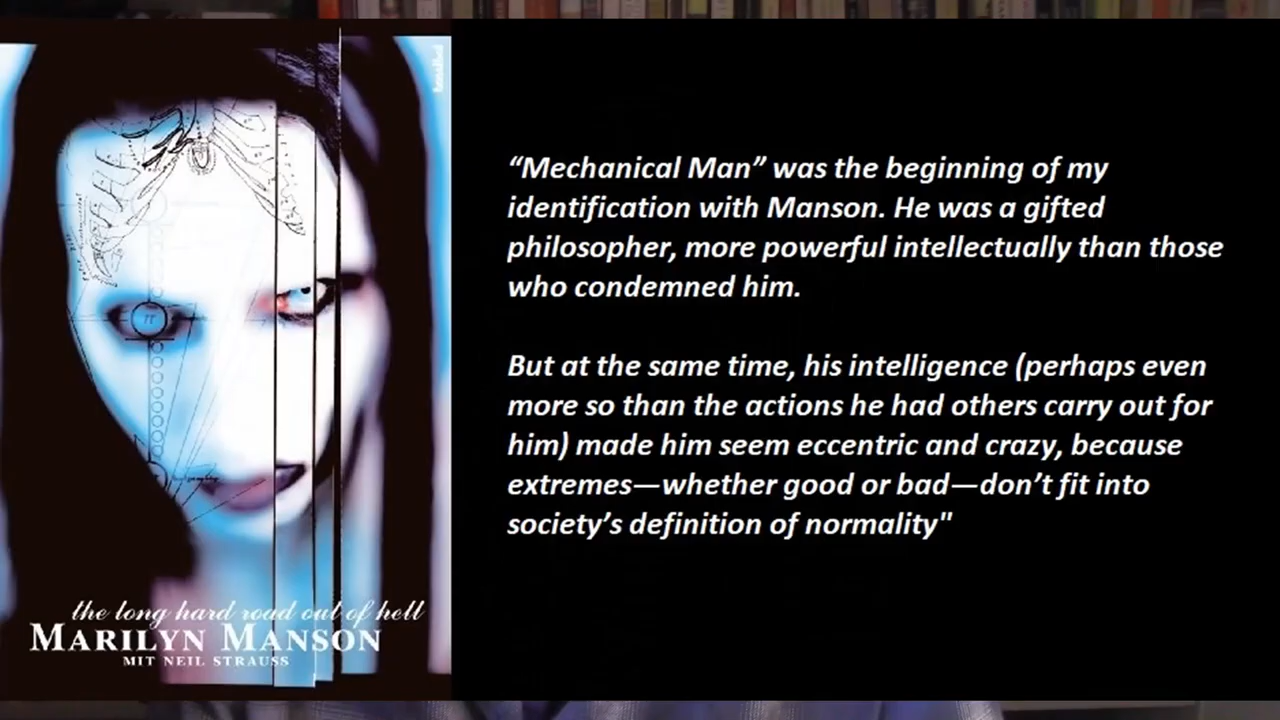 “Mechanical Man” was the beginning of my
identification with Manson. He was a gifted
philosopher, more powerful intellectually than those
who condemned him.
But at the same time, his intelligence (perhaps even
more so than the actions he had others carry out for
him) made him seem eccentric and crazy, because
extremes—whether good or bad—don’t fit into
society’s definition of normality"
the long hard road out of hell
MARILYN MANSON
MIT NEIL STRAUSS